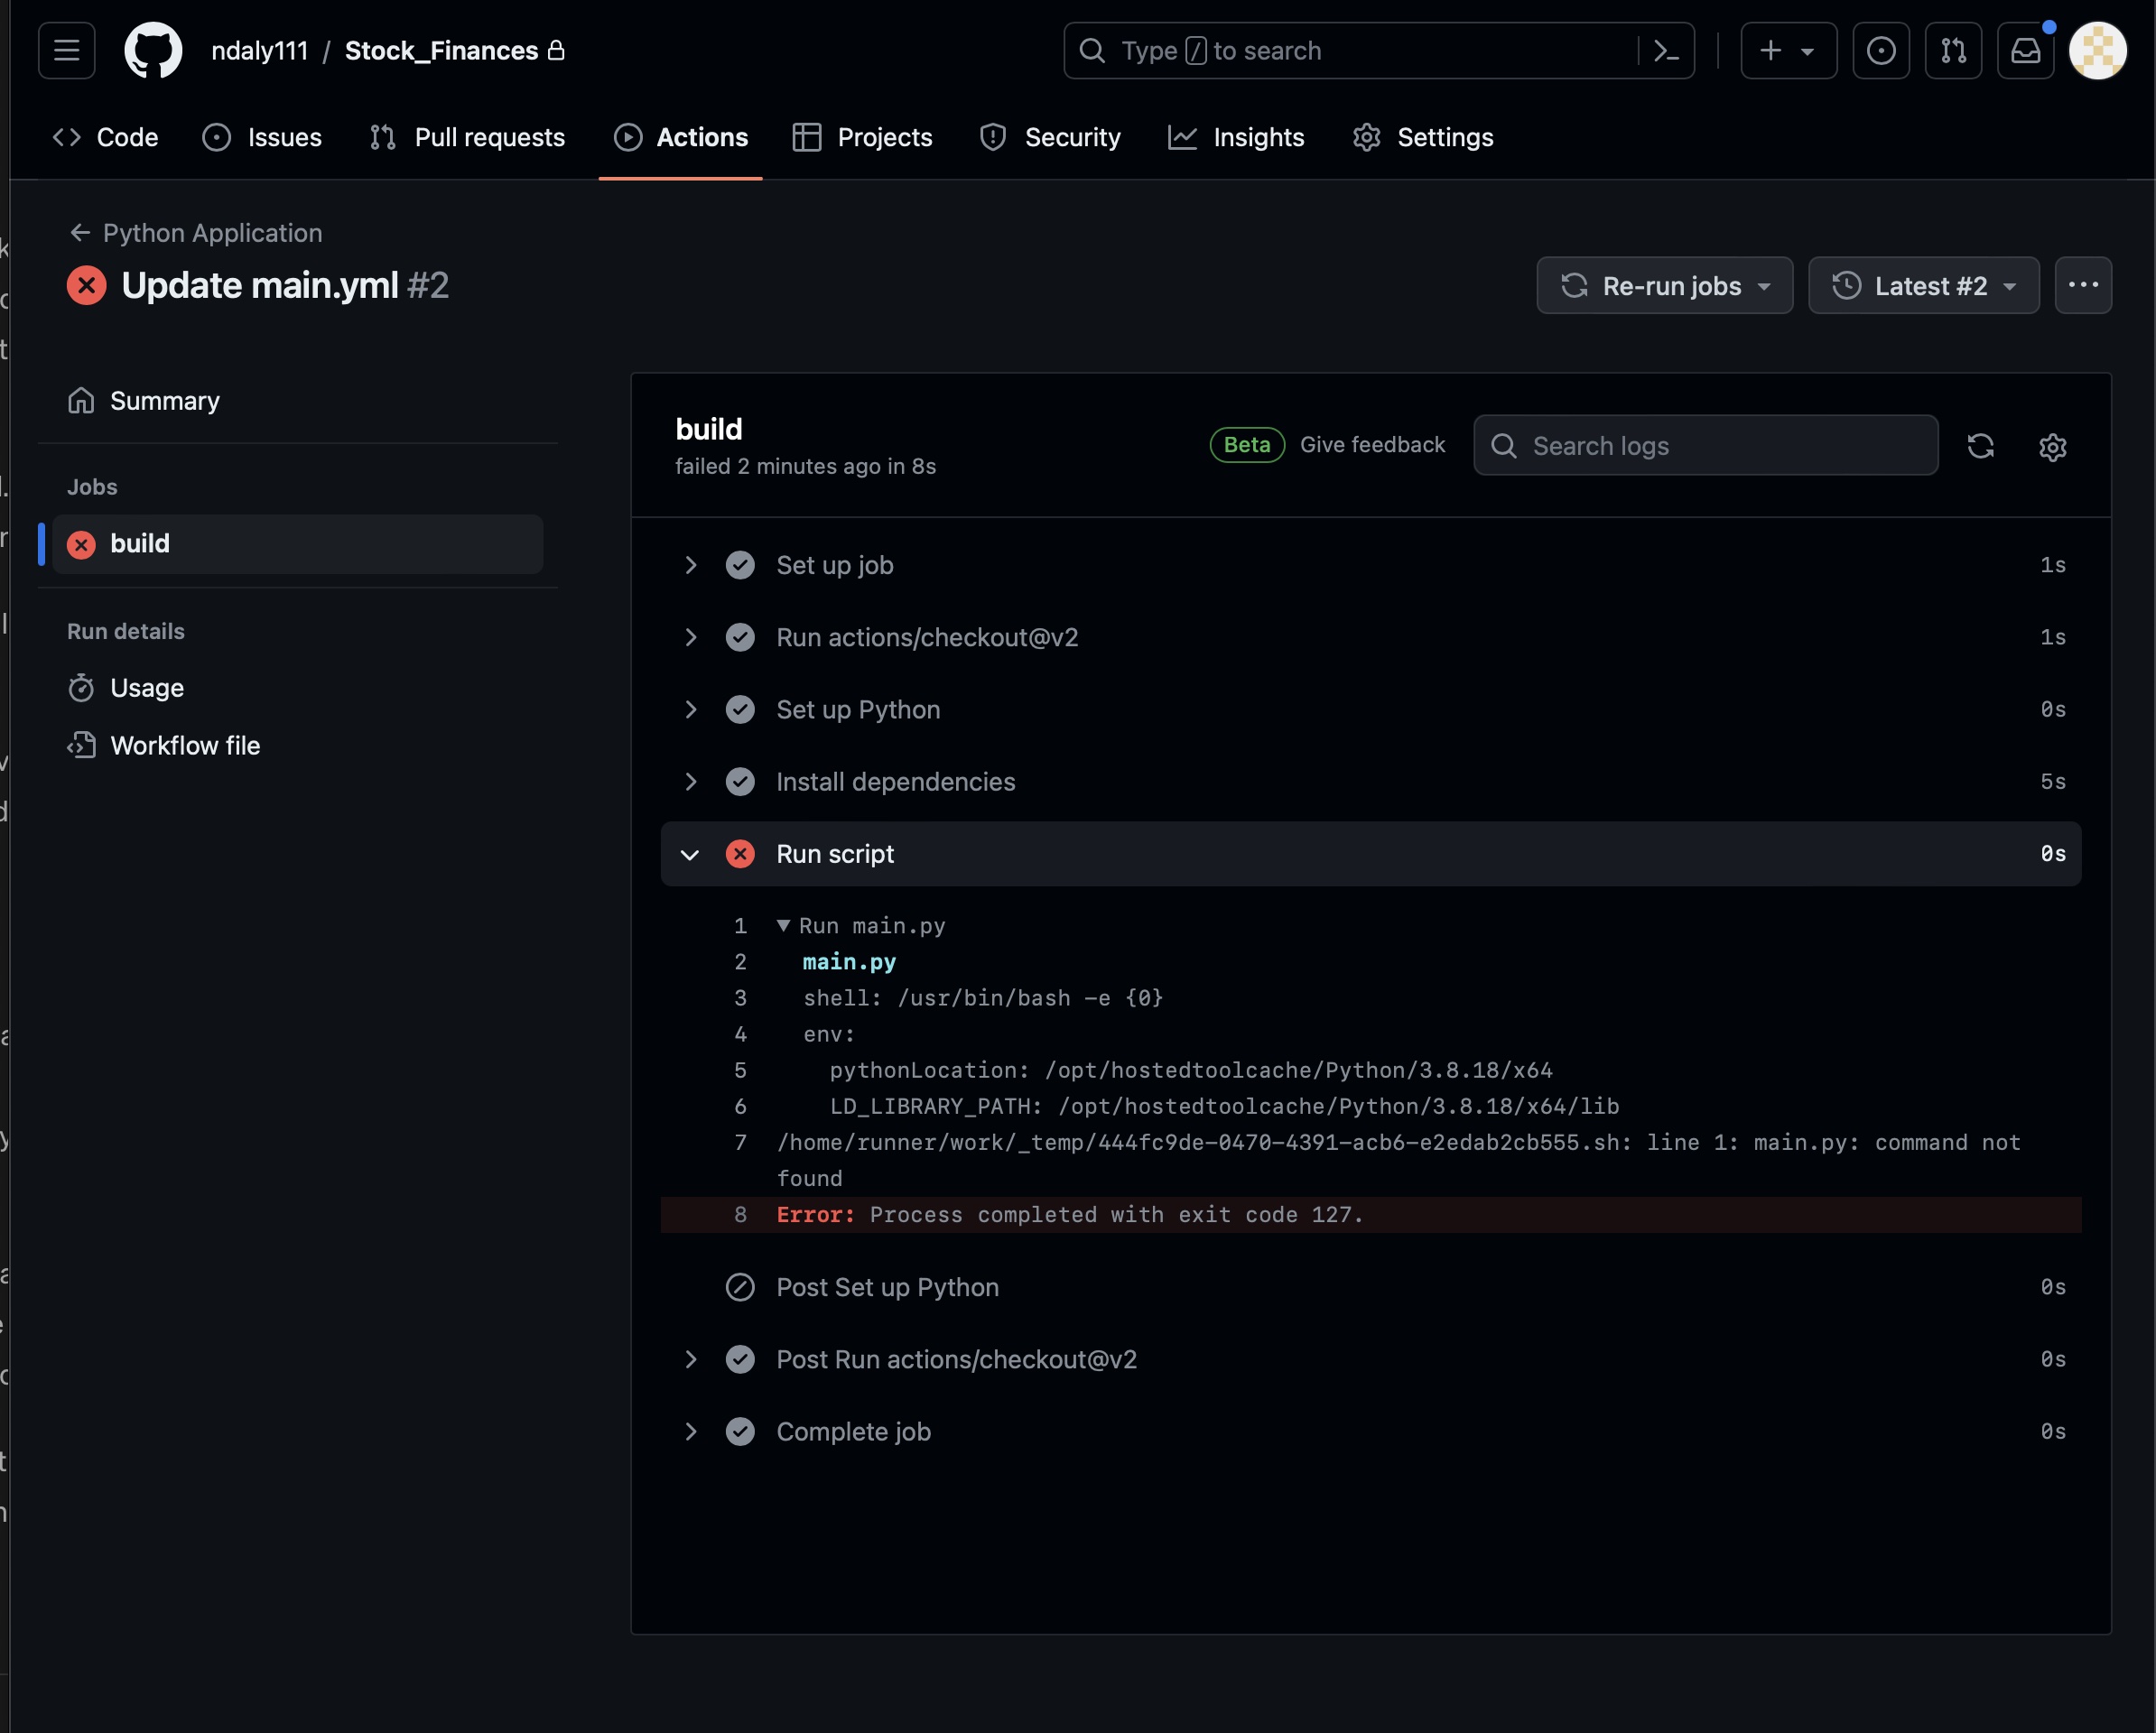 ndaly111 / Stock_Finances
Type / to search
Code
Issues
Pull requests
Actions
Projects
Security
Insights
Settings
Python Application
Update main.yml #2
Re-run jobs
Latest #2
Summary
Jobs
build
Run details
Usage
Workflow file
build
failed 2 minutes ago in 8s
Beta
Give feedback
Search logs
Set up job 1s
Run actions/checkout@v2 1s
Set up Python 0s
Install dependencies 5s
Run script 0s
1 Run main.py
2 main.py
3 shell: /usr/bin/bash -e {0}
4 env:
5 pythonLocation: /opt/hostedtoolcache/Python/3.8.18/x64
6 LD_LIBRARY_PATH: /opt/hostedtoolcache/Python/3.8.18/x64/lib
7 /home/runner/work/_temp/444fc9de-0470-4391-acb6-e2edab2cb555.sh: line 1: main.py: command not
found
8 Error: Process completed with exit code 127.
Post Set up Python 0s
Post Run actions/checkout@v2 0s
Complete job 0s